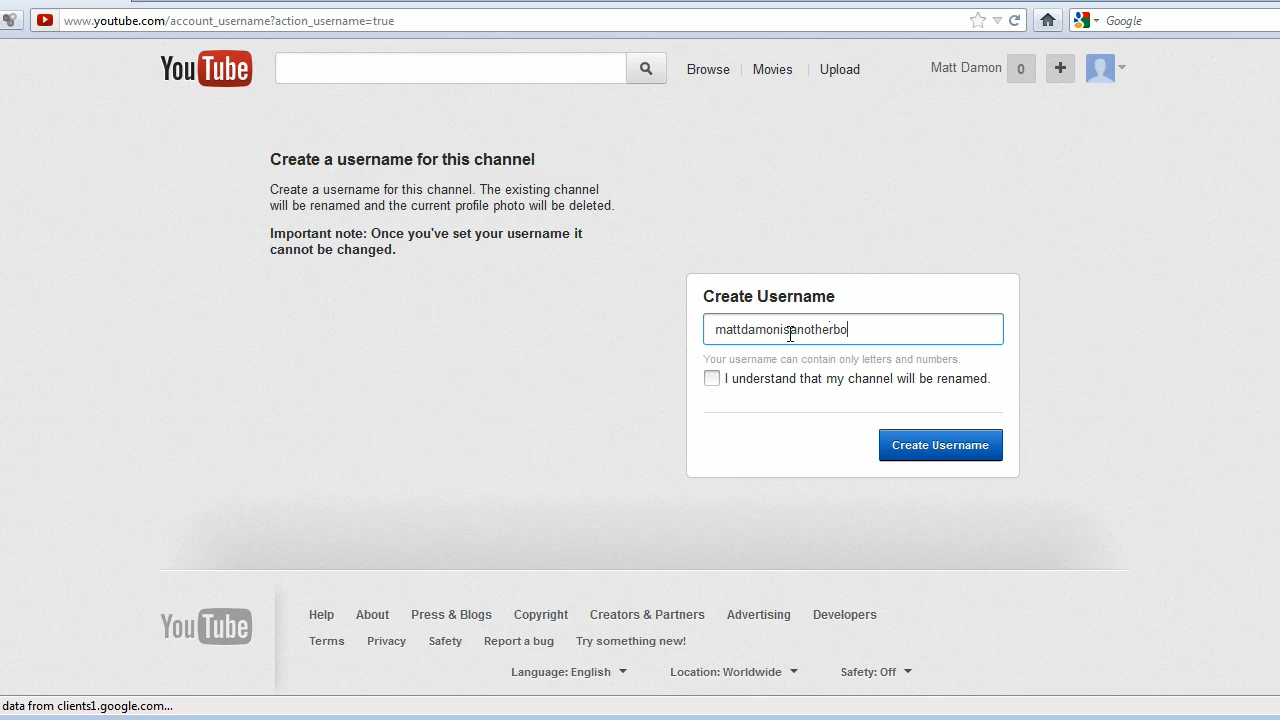 www.youtube.com/account_username?action_username=true
Google
YouTube
Browse
Movies
Upload
Matt Damon
0
Create a username for this channel
Create a username for this channel. The existing channel
will be renamed and the current profile photo will be deleted.
Important note: Once you've set your username it
cannot be changed.
Create Username
mattdamonisanotherbo
Your username can contain only letters and numbers.
I understand that my channel will be renamed.
Create Username
YouTube
Help About Press & Blogs Copyright Creators & Partners Advertising Developers
Terms Privacy Safety Report a bug Try something new!
Language: English Location: Worldwide Safety: Off
data from clients1.google.com...